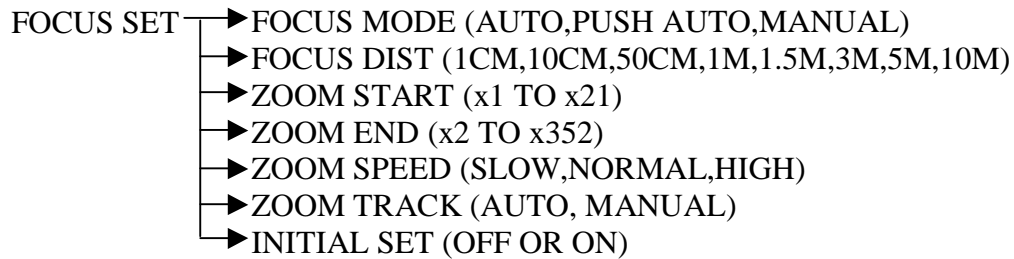 FOCUS SET FOCUS MODE (AUTO,PUSH AUTO,MANUAL)
FOCUS DIST (1CM,10CM,50CM,1M,1.5M,3M,5M,10M)
ZOOM START (x1 TO x21)
ZOOM END (x2 TO x352)
ZOOM SPEED (SLOW,NORMAL,HIGH)
ZOOM TRACK (AUTO, MANUAL)
INITIAL SET (OFF OR ON)